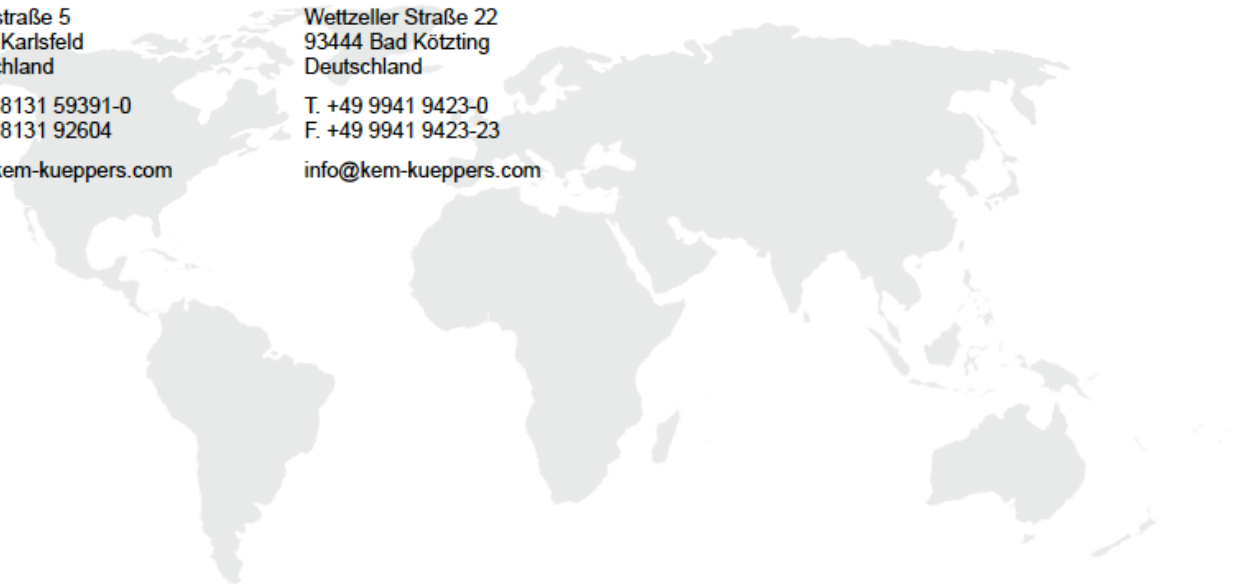 straße 5
Karlsfeld
chland
8131 59391-0
8131 92604
kem-kueppers.com
Wettzeller Straße 22
93444 Bad Kötzting
Deutschland
T. +49 9941 9423-0
F. +49 9941 9423-23
info@kem-kueppers.com